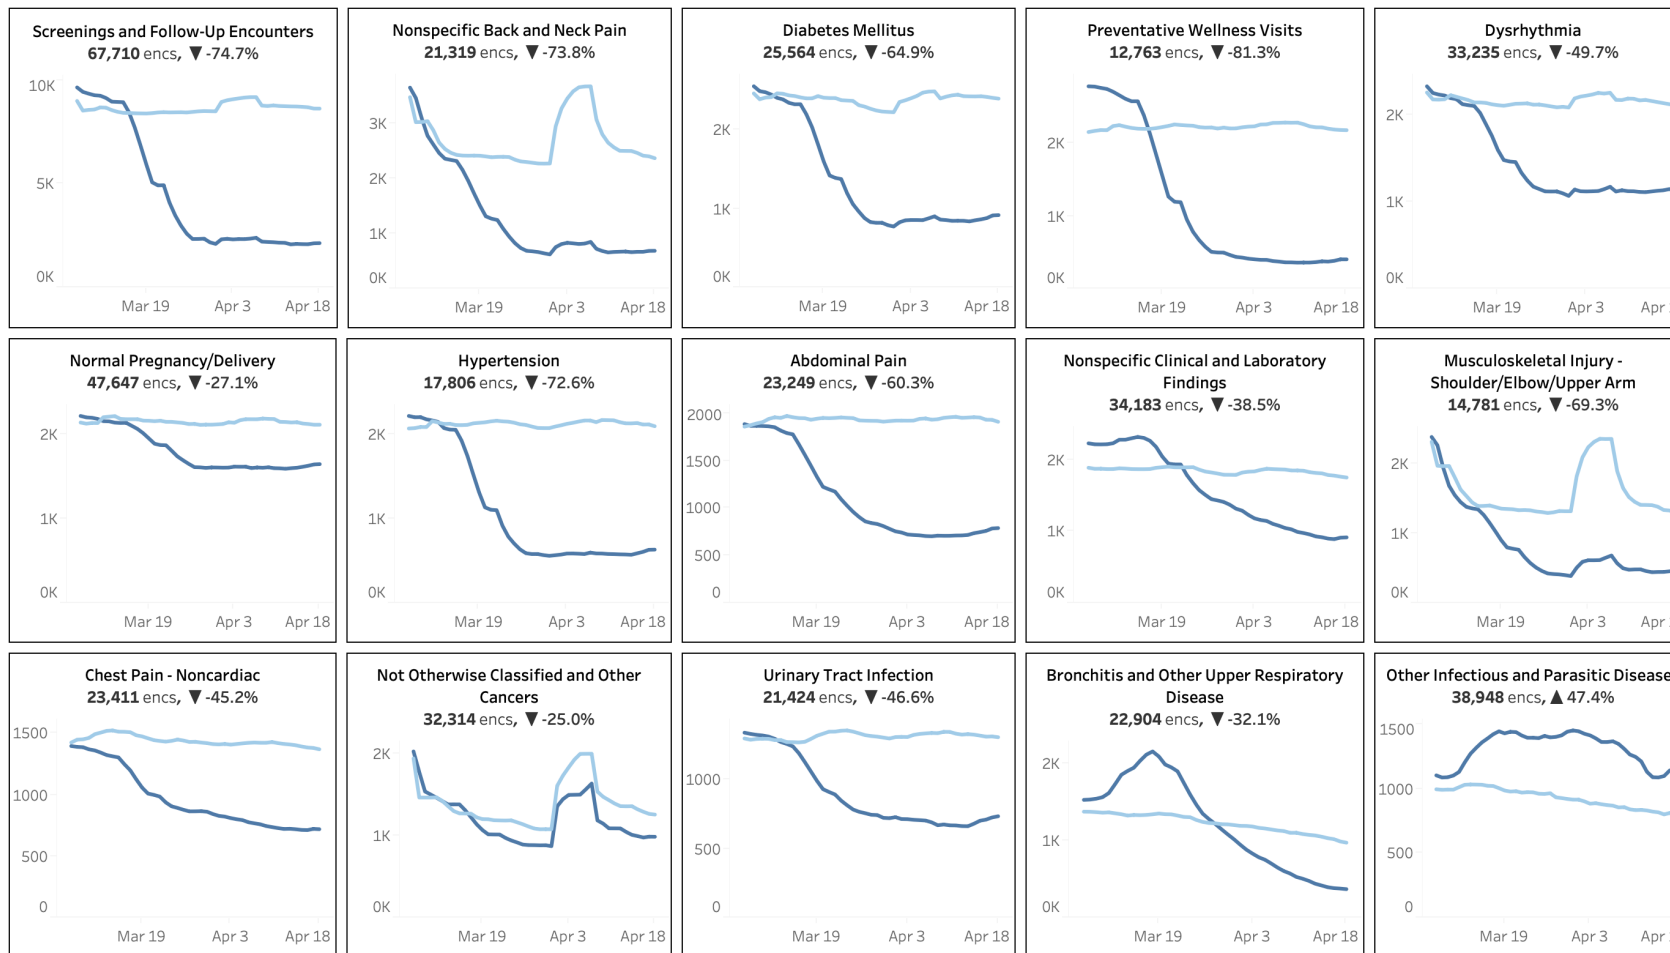 Screenings and Follow-Up Encounters
67,710 encs, ▼ -74.7%
10K
5K
0K
Mar 19 Apr 3 Apr 18
Nonspecific Back and Neck Pain
21,319 encs, ▼ -73.8%
3K
2K
1K
0K
Mar 19 Apr 3 Apr 18
Diabetes Mellitus
25,564 encs, ▼ -64.9%
2K
1K
0K
Mar 19 Apr 3 Apr 18
Preventative Wellness Visits
12,763 encs, ▼ -81.3%
2K
1K
0K
Mar 19 Apr 3 Apr 18
Dysrhythmia
33,235 encs, ▼ -49.7%
2K
1K
0K
Mar 19 Apr 3 Apr
Normal Pregnancy/Delivery
47,647 encs, ▼ -27.1%
2K
1K
0K
Mar 19 Apr 3 Apr 18
Hypertension
17,806 encs, ▼ -72.6%
2K
1K
0K
Mar 19 Apr 3 Apr 18
Abdominal Pain
23,249 encs, ▼ -60.3%
2000
1500
1000
500
0
Mar 19 Apr 3 Apr 18
Nonspecific Clinical and Laboratory
Findings
34,183 encs, ▼ -38.5%
2K
1K
0K
Mar 19 Apr 3 Apr 18
Musculoskeletal Injury -
Shoulder/Elbow/Upper Arm
14,781 encs, ▼ -69.3%
2K
1K
0K
Mar 19 Apr 3 Apr
Chest Pain - Noncardiac
23,411 encs, ▼ -45.2%
1500
1000
500
0
Mar 19 Apr 3 Apr 18
Not Otherwise Classified and Other
Cancers
32,314 encs, ▼ -25.0%
2K
1K
0K
Mar 19 Apr 3 Apr 18
Urinary Tract Infection
21,424 encs, ▼ -46.6%
1000
500
0
Mar 19 Apr 3 Apr 18
Bronchitis and Other Upper Respiratory
Disease
22,904 encs, ▼ -32.1%
2K
1K
0K
Mar 19 Apr 3 Apr 18
Other Infectious and Parasitic Disease
38,948 encs, ▲ 47.4%
1500
1000
500
0
Mar 19 Apr 3 Apr